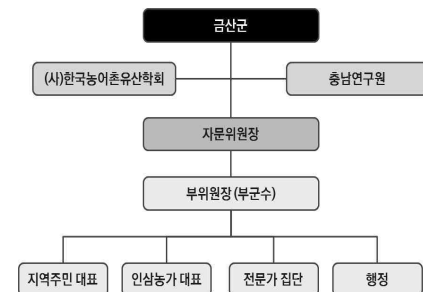 금산군
(사)한국농어촌유산학회
충남연구원
자문위원장
부위원장(부군수)
지역주민 대표
인삼농가 대표
전문가 집단
행정